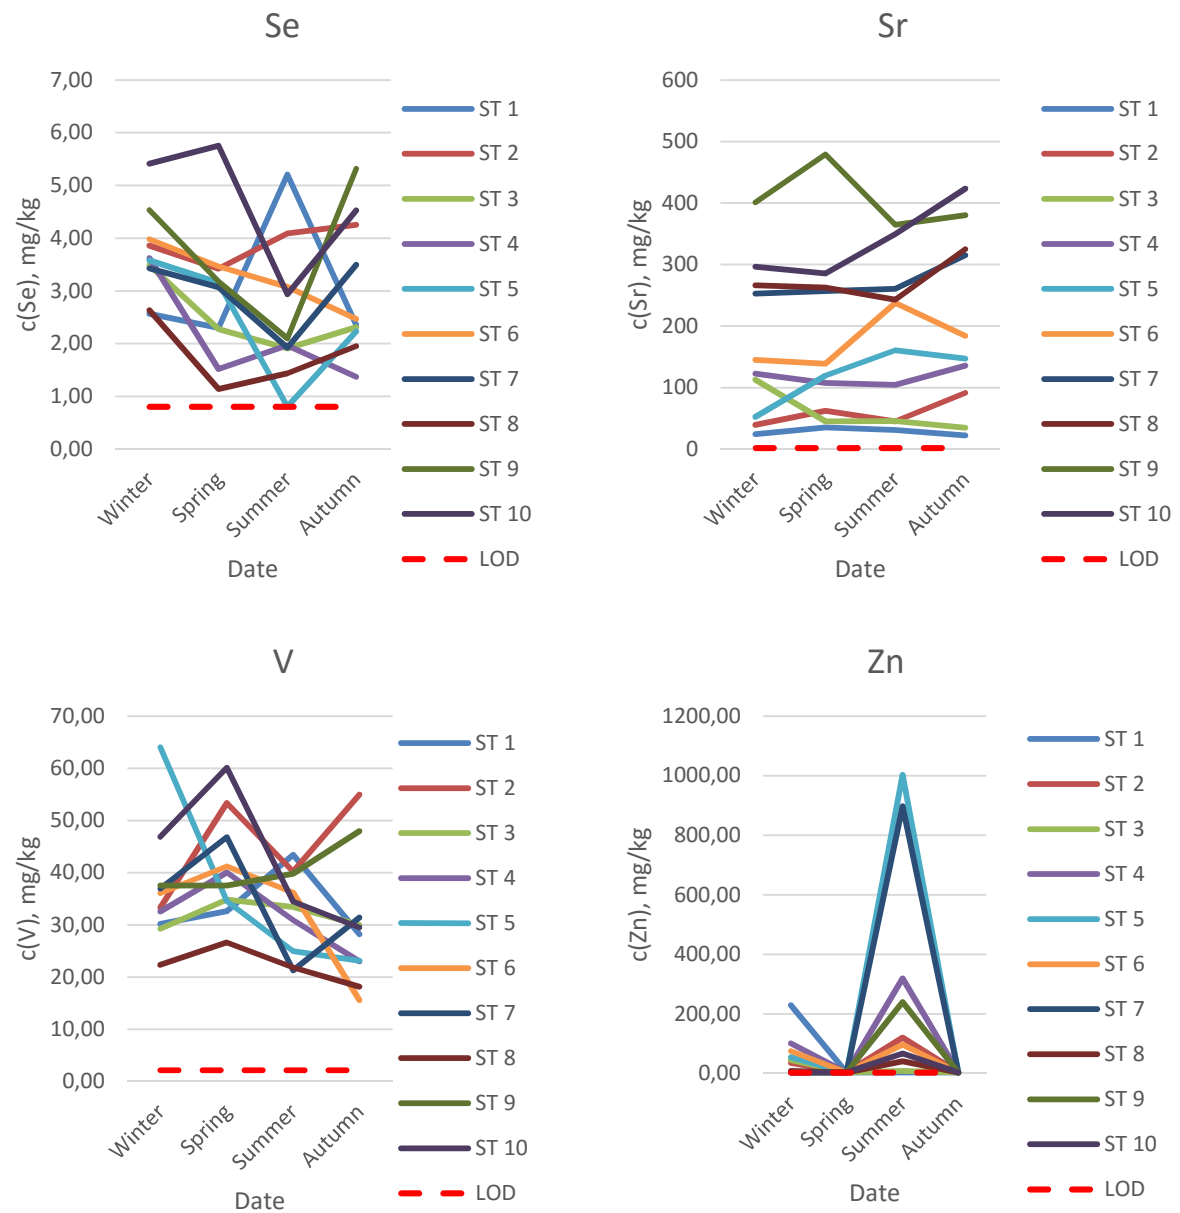 Se
c(Se), mg/kg
7,00
6,00
5,00
4,00
3,00
2,00
1,00
0,00
Winter
Spring
Summer
Autumn
Date
ST 1
ST 2
ST 3
ST 4
ST 5
ST 6
ST 7
ST 8
ST 9
ST 10
LOD
Sr
c(Sr), mg/kg
600
500
400
300
200
100
0
Winter
Spring
Summer
Autumn
Date
ST 1
ST 2
ST 3
ST 4
ST 5
ST 6
ST 7
ST 8
ST 9
ST 10
LOD
V
c(V), mg/kg
70,00
60,00
50,00
40,00
30,00
20,00
10,00
0,00
Winter
Spring
Summer
Autumn
Date
ST 1
ST 2
ST 3
ST 4
ST 5
ST 6
ST 7
ST 8
ST 9
ST 10
LOD
Zn
c(Zn), mg/kg
1200,00
1000,00
800,00
600,00
400,00
200,00
0,00
Winter
Spring
Summer
Autumn
Date
ST 1
ST 2
ST 3
ST 4
ST 5
ST 6
ST 7
ST 8
ST 9
ST 10
LOD